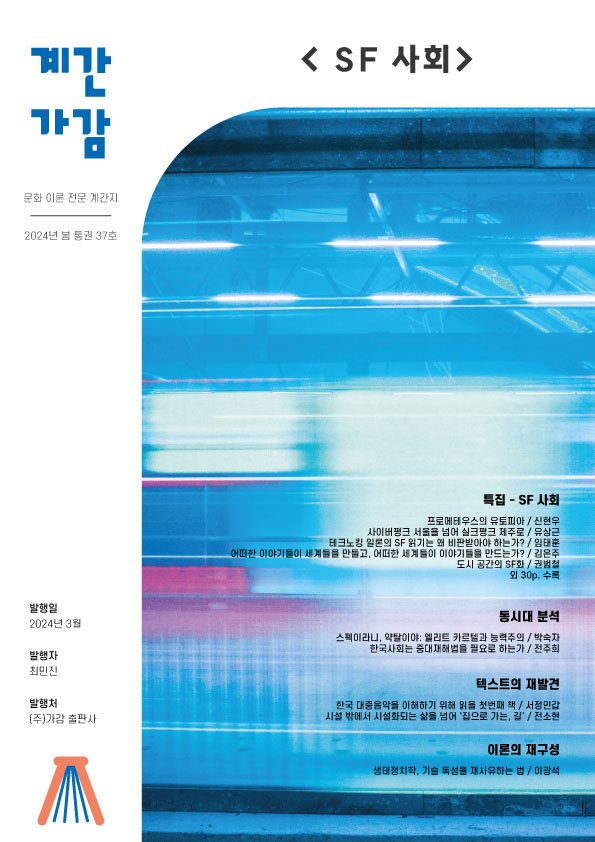 계간
가감
문화 이론 전문 계간지
2024년 봄 통권 37호
< SF 사회>
특집 - SF 사회
프로메테우스의 유토피아 / 신현우
사이버펑크 서울을 넘어 실크펑크 제주로 / 유상근
테크노킹 일론의 SF 읽기는 왜 비판받아야 하는가? / 임태훈
어떠한 이야기들이 세계들을 만들고, 어떠한 세계들이 이야기들을 만드는가? / 김은주
도시 공간의 SF화 / 권범철
외 30p. 수록
동시대 분석
스펙이라니, 약탈이야: 엘리트 카르텔과 능력주의 / 박숙자
한국사회는 중대재해법을 필요로 하는가 / 전주희
텍스트의 재발견
한국 대중음악을 이해하기 위해 읽을 첫번째 책 / 서정민갑
시설 밖에서 시설화되는 삶을 넘어 '집으로 가는, 길' / 전소현
이론의 재구성
생태정치학, 기술 독성을 재사유하는 법 / 이광석
발행일
2024년 3월
발행자
최민진
발행처
(주)가감 출판사